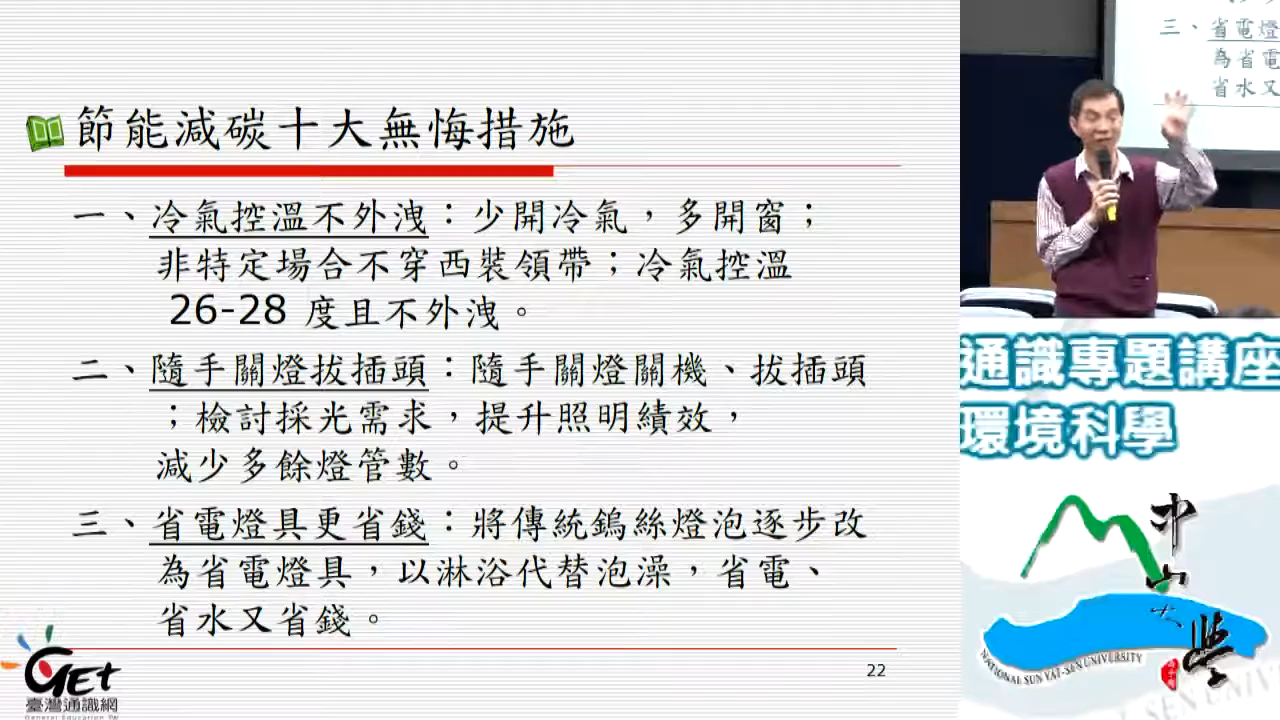 節能減碳十大無悔措施
一、冷氣控溫不外洩：少開冷氣，多開窗；
非特定場合不穿西裝領帶；冷氣控溫
26-28 度且不外洩。
二、隨手關燈拔插頭：隨手關燈關機、拔插頭
；檢討採光需求，提升照明績效，
減少多餘燈管數。
三、省電燈具更省錢：將傳統鎢絲燈泡逐步改
為省電燈具，以淋浴代替泡澡，省電、
省水又省錢。
22
GET
臺灣通識網
General Education TW
三、省電燈
為省電
省水又
通識專題講座
環境科學
中山大學
NATIONAL SUN YAT-SEN UNIVERSITY
SEN UNIV